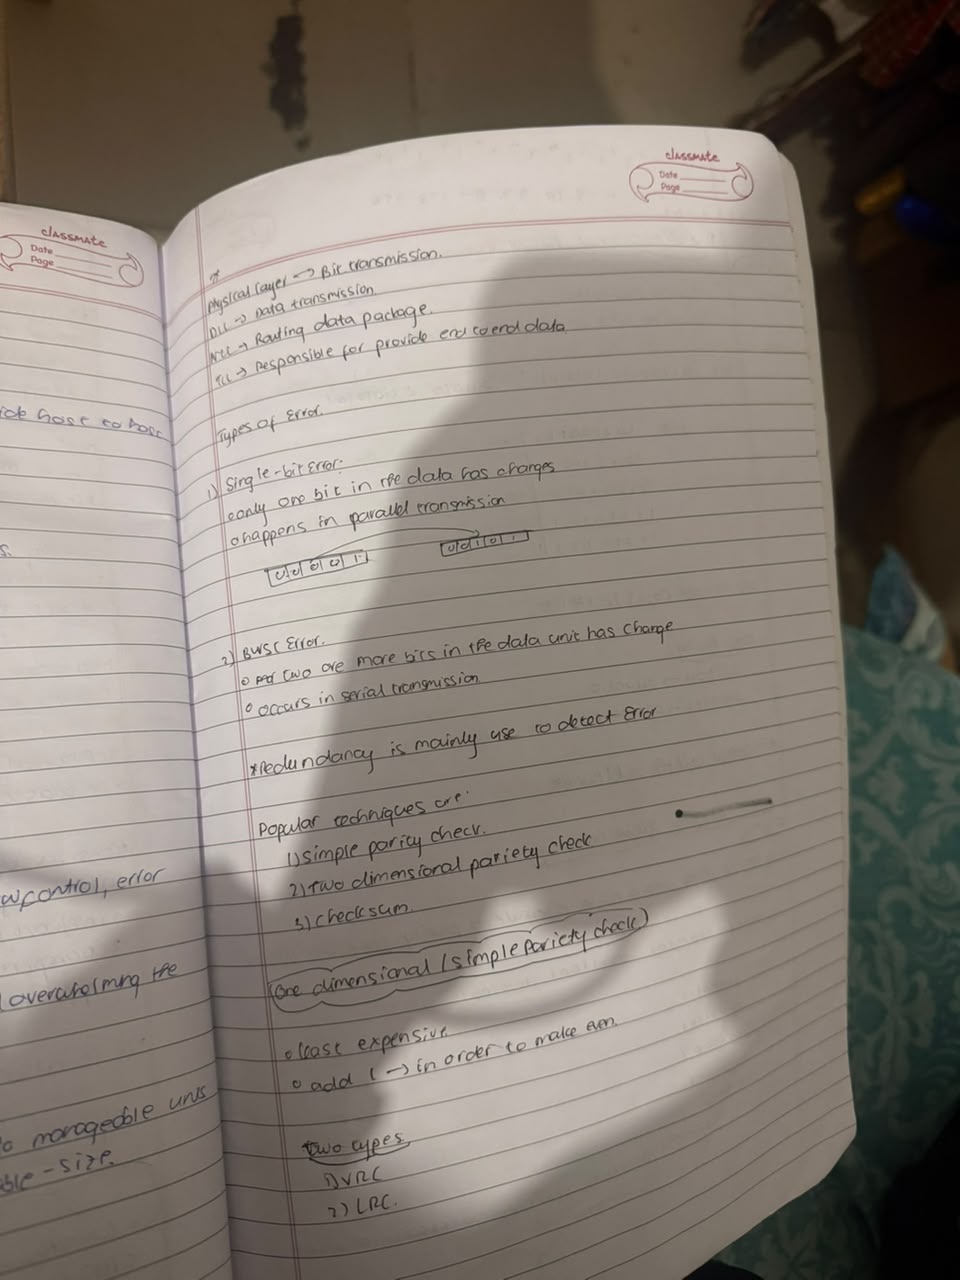 classmate
Date
Page
ide host to host
s.
w control, error
overwhelming the
o manageable units
able - size.
classmate
Date
Page
*
Physical Layer -> Bit transmission.
DLL -> Data transmission
NLL -> Routing data package.
TLL -> Responsible for provide end to end data
Types of Error.
1) Single-bit Error:
o only one bit in the data has changes
o happens in parallel transmission
2) Burst Error.
o two are more bits in the data unit has change
o occurs in serial transmission
*redundancy is mainly use to detect Error
Popular techniques are:
1) simple parity check.
2) two dimensional pariety check
3) checksum
One dimensional (simple Pariety check)
o least expensive.
o add 1 -> in order to make even.
two types,
1) VRC
2) LRC.